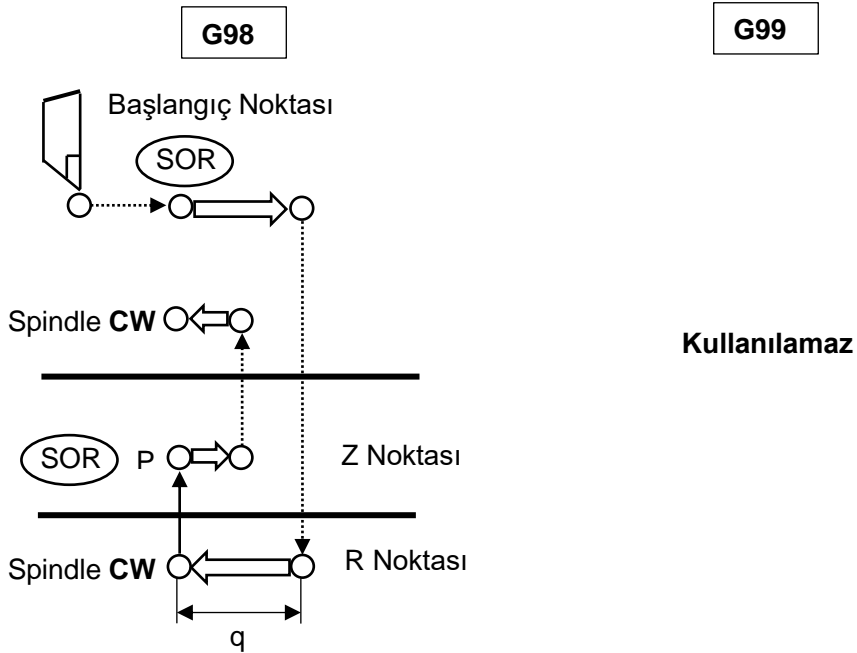 G98
G99
Başlangıç Noktası
SOR
Spindle CW
Kullanılamaz
SOR P Z Noktası
Spindle CW R Noktası
q